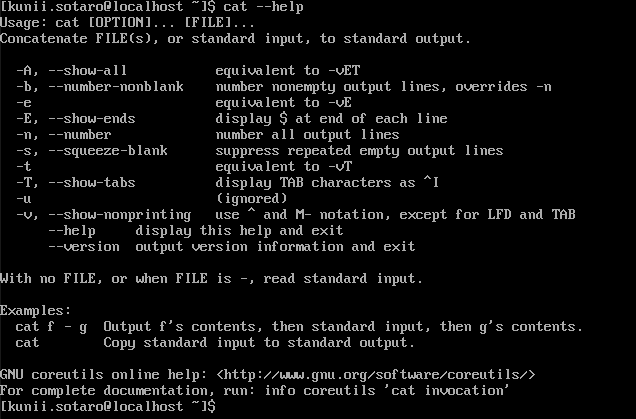 [kunii.sotaro@localhost ~]$ cat --help
Usage: cat [OPTION]... [FILE]...
Concatenate FILE(s), or standard input, to standard output.

  -A, --show-all           equivalent to -vET
  -b, --number-nonblank    number nonempty output lines, overrides -n
  -e                       equivalent to -vE
  -E, --show-ends          display $ at end of each line
  -n, --number             number all output lines
  -s, --squeeze-blank      suppress repeated empty output lines
  -t                       equivalent to -vT
  -T, --show-tabs          display TAB characters as ^I
  -u                       (ignored)
  -v, --show-nonprinting   use ^ and M- notation, except for LFD and TAB
      --help     display this help and exit
      --version  output version information and exit

With no FILE, or when FILE is -, read standard input.

Examples:
  cat f - g  Output f's contents, then standard input, then g's contents.
  cat        Copy standard input to standard output.

GNU coreutils online help: <http://www.gnu.org/software/coreutils/>
For complete documentation, run: info coreutils 'cat invocation'
[kunii.sotaro@localhost ~]$